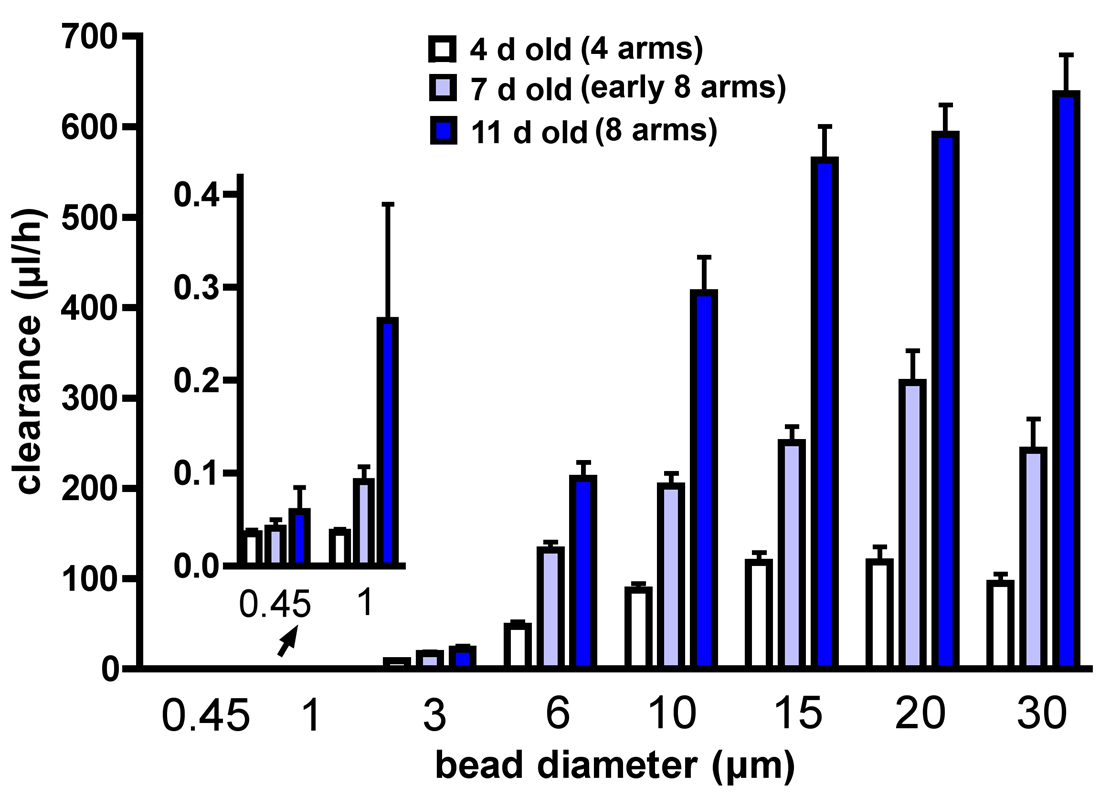 700
600
500
400
300
200
100
0
clearance (µl/h)
4 d old (4 arms)
7 d old (early 8 arms)
11 d old (8 arms)
0.4
0.3
0.2
0.1
0.0
0.45 1
0.45 1 3 6 10 15 20 30
bead diameter (µm)